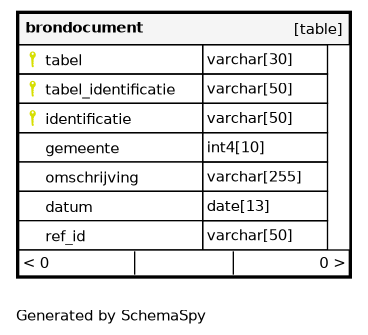 brondocument [table]
tabel varchar[30]
tabel_identificatie varchar[50]
identificatie varchar[50]
gemeente int4[10]
omschrijving varchar[255]
datum date[13]
ref_id varchar[50]
< 0 0 >
Generated by SchemaSpy